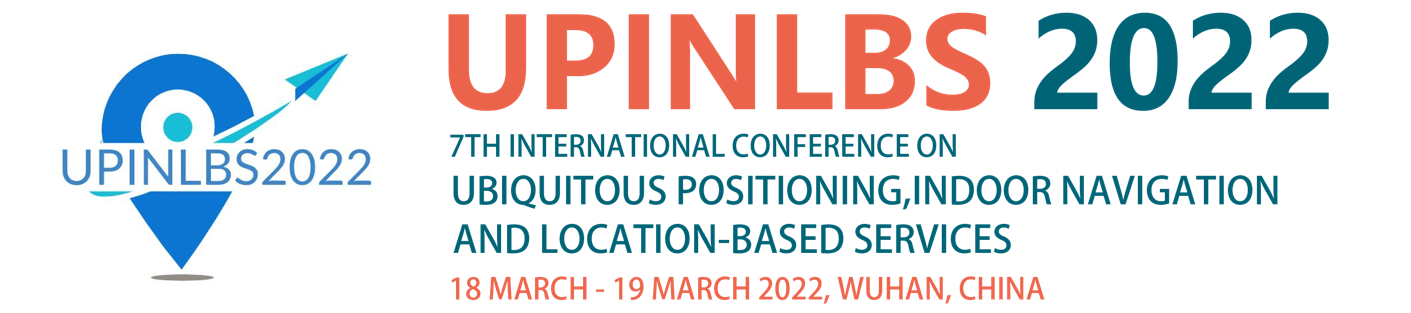 UPINLBS2022
UPINLBS 2022
7TH INTERNATIONAL CONFERENCE ON
UBIQUITOUS POSITIONING,INDOOR NAVIGATION
AND LOCATION-BASED SERVICES
18 MARCH - 19 MARCH 2022, WUHAN, CHINA